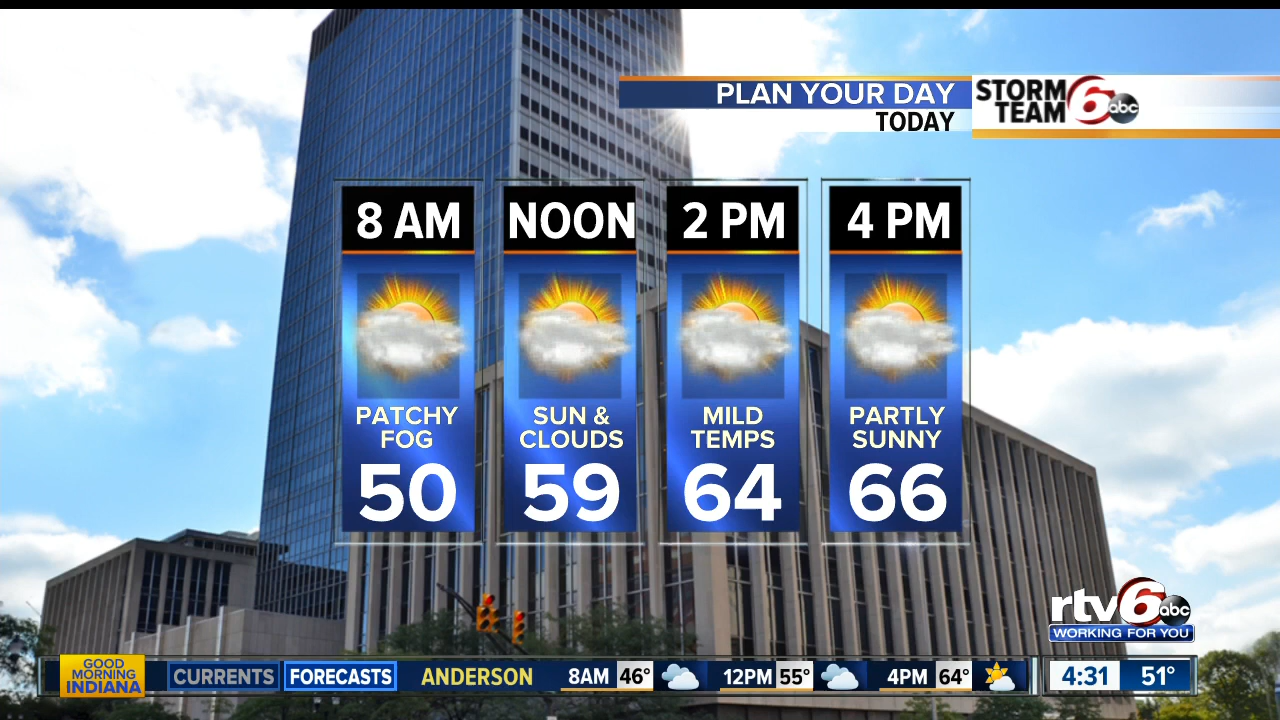 PLAN YOUR DAY
TODAY
STORM
TEAM 6 abc
8 AM
PATCHY
FOG
50
NOON
SUN &
CLOUDS
59
2 PM
MILD
TEMPS
64
4 PM
PARTLY
SUNNY
66
rtv6 abc
WORKING FOR YOU
GOOD
MORNING
INDIANA
CURRENTS FORECASTS ANDERSON 8AM 46° 12PM 55° 4PM 64° 4:31 51°